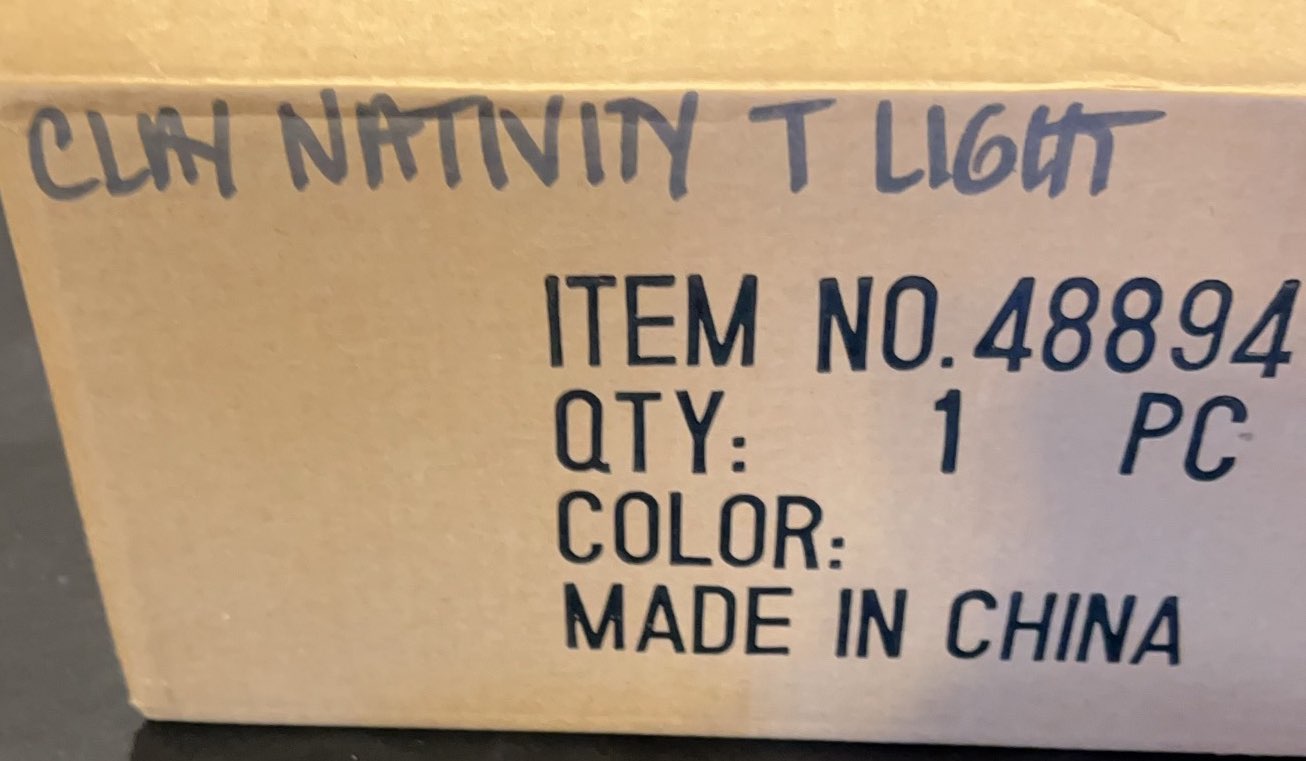 CLAY NATIVITY T LIGHT
ITEM NO. 48894
QTY: 1 PC
COLOR:
MADE IN CHINA